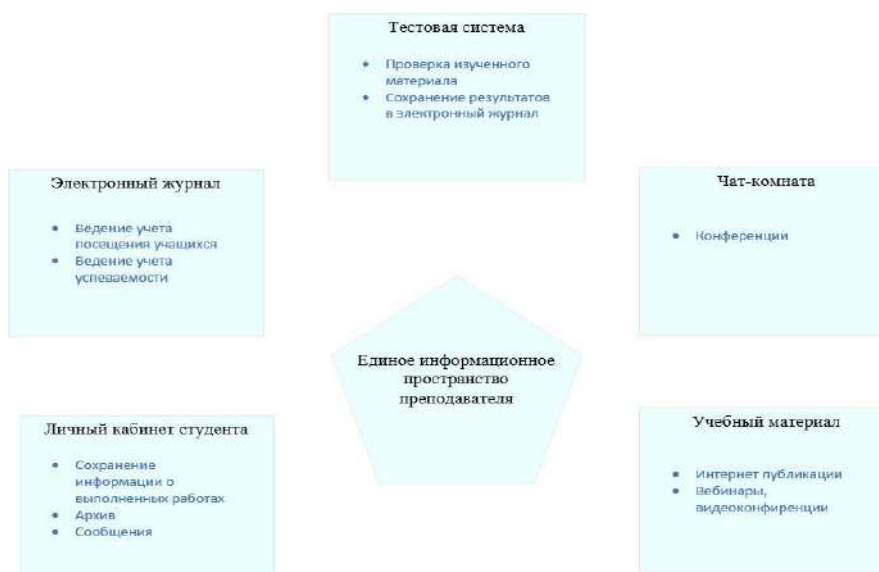 Тестовая система
• Проверка изученного
материала
• Сохранение результатов
в электронный журнал
Электронный журнал
• Ведение учета
посещения учащихся
• Ведение учета
успеваемости
Чат-комната
• Конференции
Единое информационное
пространство
преподавателя
Личный кабинет студента
• Сохранение
информации о
выполненных работах
• Архив
• Сообщения
Учебный материал
• Интернет публикации
• Вебинары,
видеоконфиренции